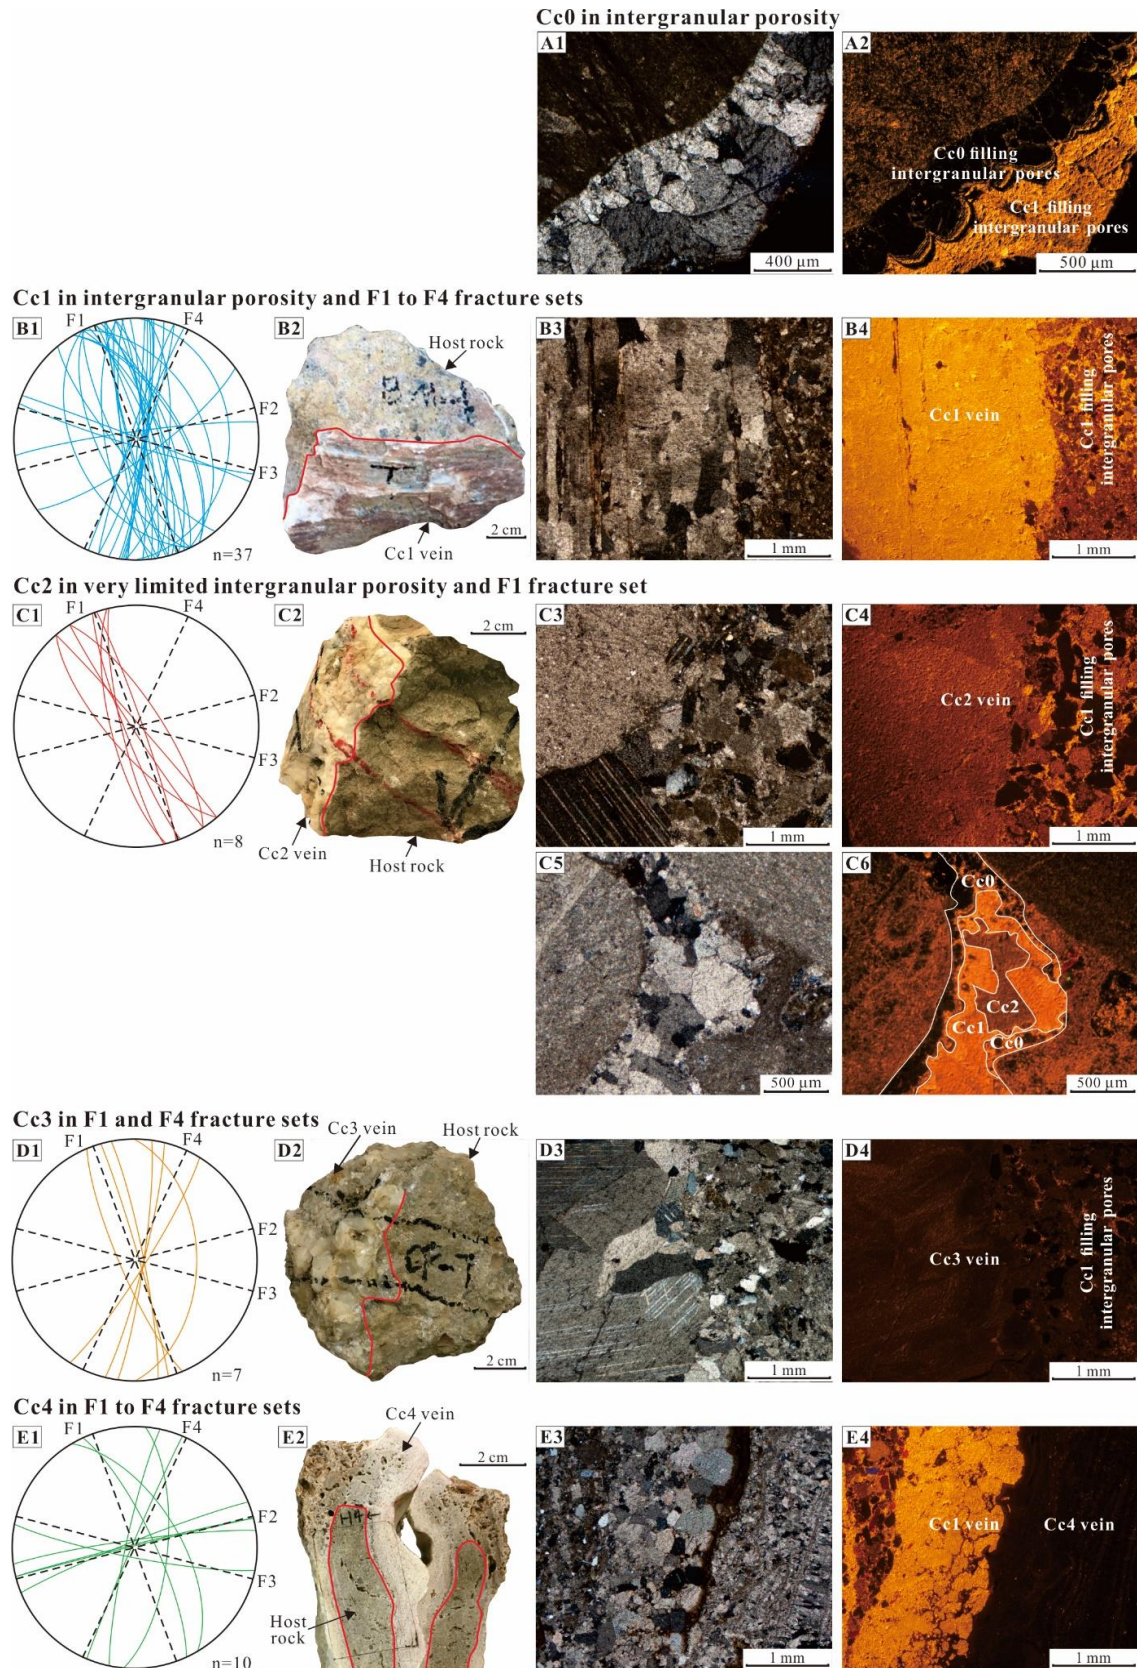 Cc0 in intergranular porosity
A1
A2
Cc0 filling
intergranular pores
Cc1 filling
intergranular pores
400 µm
500 µm
Cc1 in intergranular porosity and F1 to F4 fracture sets
B1
F1
F4
F2
F3
n=37
B2
Host rock
Cc1 vein
2 cm
B3
1 mm
B4
Cc1 vein
Cc1 filling
intergranular pores
1 mm
Cc2 in very limited intergranular porosity and F1 fracture set
C1
F1
F4
F2
F3
n=8
C2
2 cm
Cc2 vein
Host rock
C3
1 mm
C4
Cc2 vein
Cc1 filling
intergranular pores
1 mm
C5
500 µm
C6
Cc0
Cc2
Cc1
Cc0
500 µm
Cc3 in F1 and F4 fracture sets
D1
F1
F4
F2
F3
n=7
D2
Cc3 vein
Host rock
2 cm
D3
1 mm
D4
Cc3 vein
Cc1 filling
intergranular pores
1 mm
Cc4 in F1 to F4 fracture sets
E1
F1
F4
F2
F3
n=10
E2
Cc4 vein
2 cm
H4
Host
rock
E3
1 mm
E4
Cc1 vein
Cc4 vein
1 mm